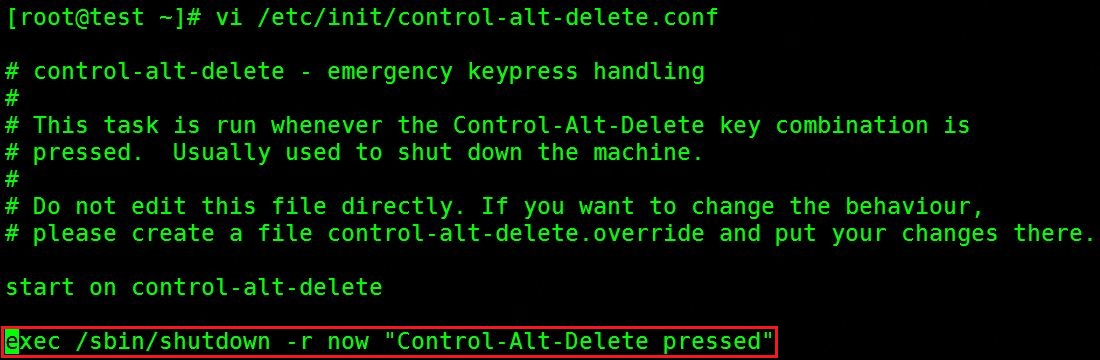 [root@test ~]# vi /etc/init/control-alt-delete.conf
# control-alt-delete - emergency keypress handling
#
# This task is run whenever the Control-Alt-Delete key combination is
# pressed.  Usually used to shut down the machine.
#
# Do not edit this file directly. If you want to change the behaviour,
# please create a file control-alt-delete.override and put your changes there.
start on control-alt-delete
exec /sbin/shutdown -r now "Control-Alt-Delete pressed"